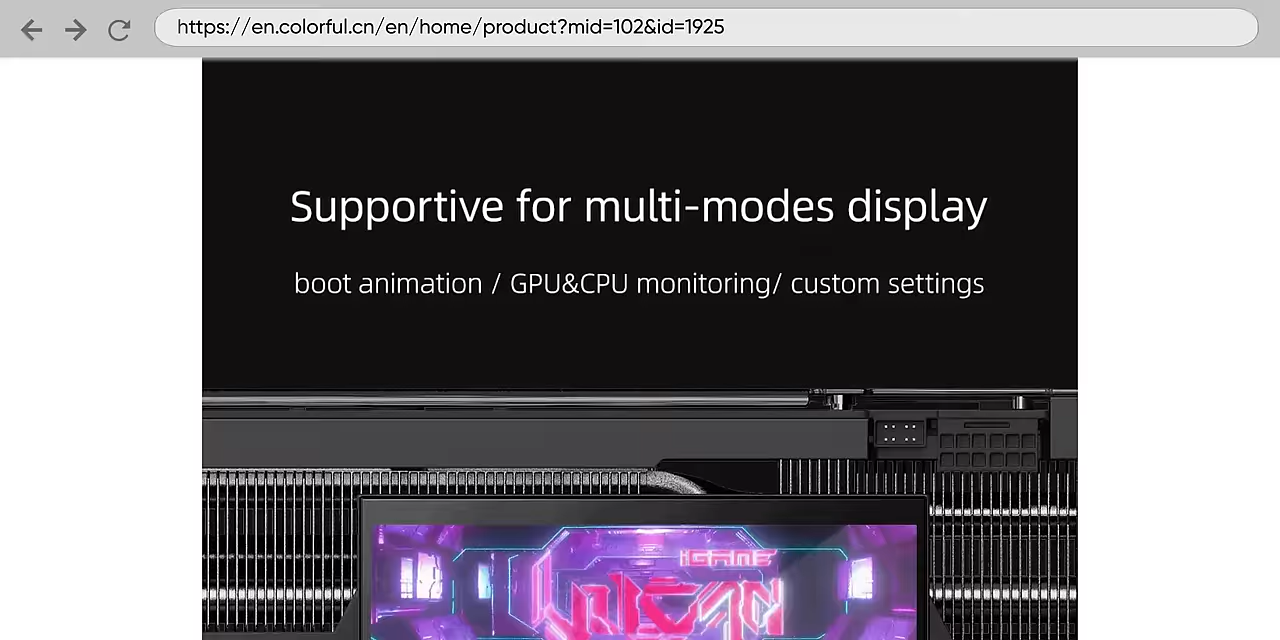 https://en.colorful.cn/en/home/product?mid=102&id=1925
Supportive for multi-modes display
boot animation / GPU&CPU monitoring/ custom settings
iGAME
VULCAN